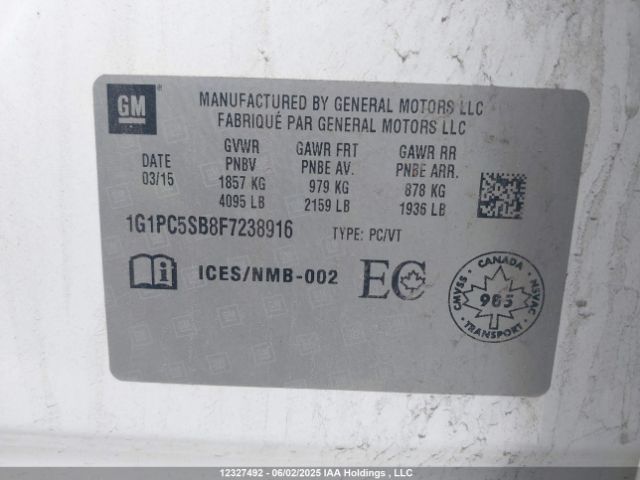 GM
MANUFACTURED BY GENERAL MOTORS LLC
FABRIQUÉ PAR GENERAL MOTORS LLC
DATE
03/15
GVWR
PNBV
1857 KG
4095 LB
GAWR FRT
PNBE AV.
979 KG
2159 LB
GAWR RR
PNBE ARR.
878 KG
1936 LB
1G1PC5SB8F7238916 TYPE: PC/VT
ICES/NMB-002
EC
CANADA
CMVSS
NSVAC
TRANSPORT
12327492 - 06/02/2025 IAA Holdings , LLC